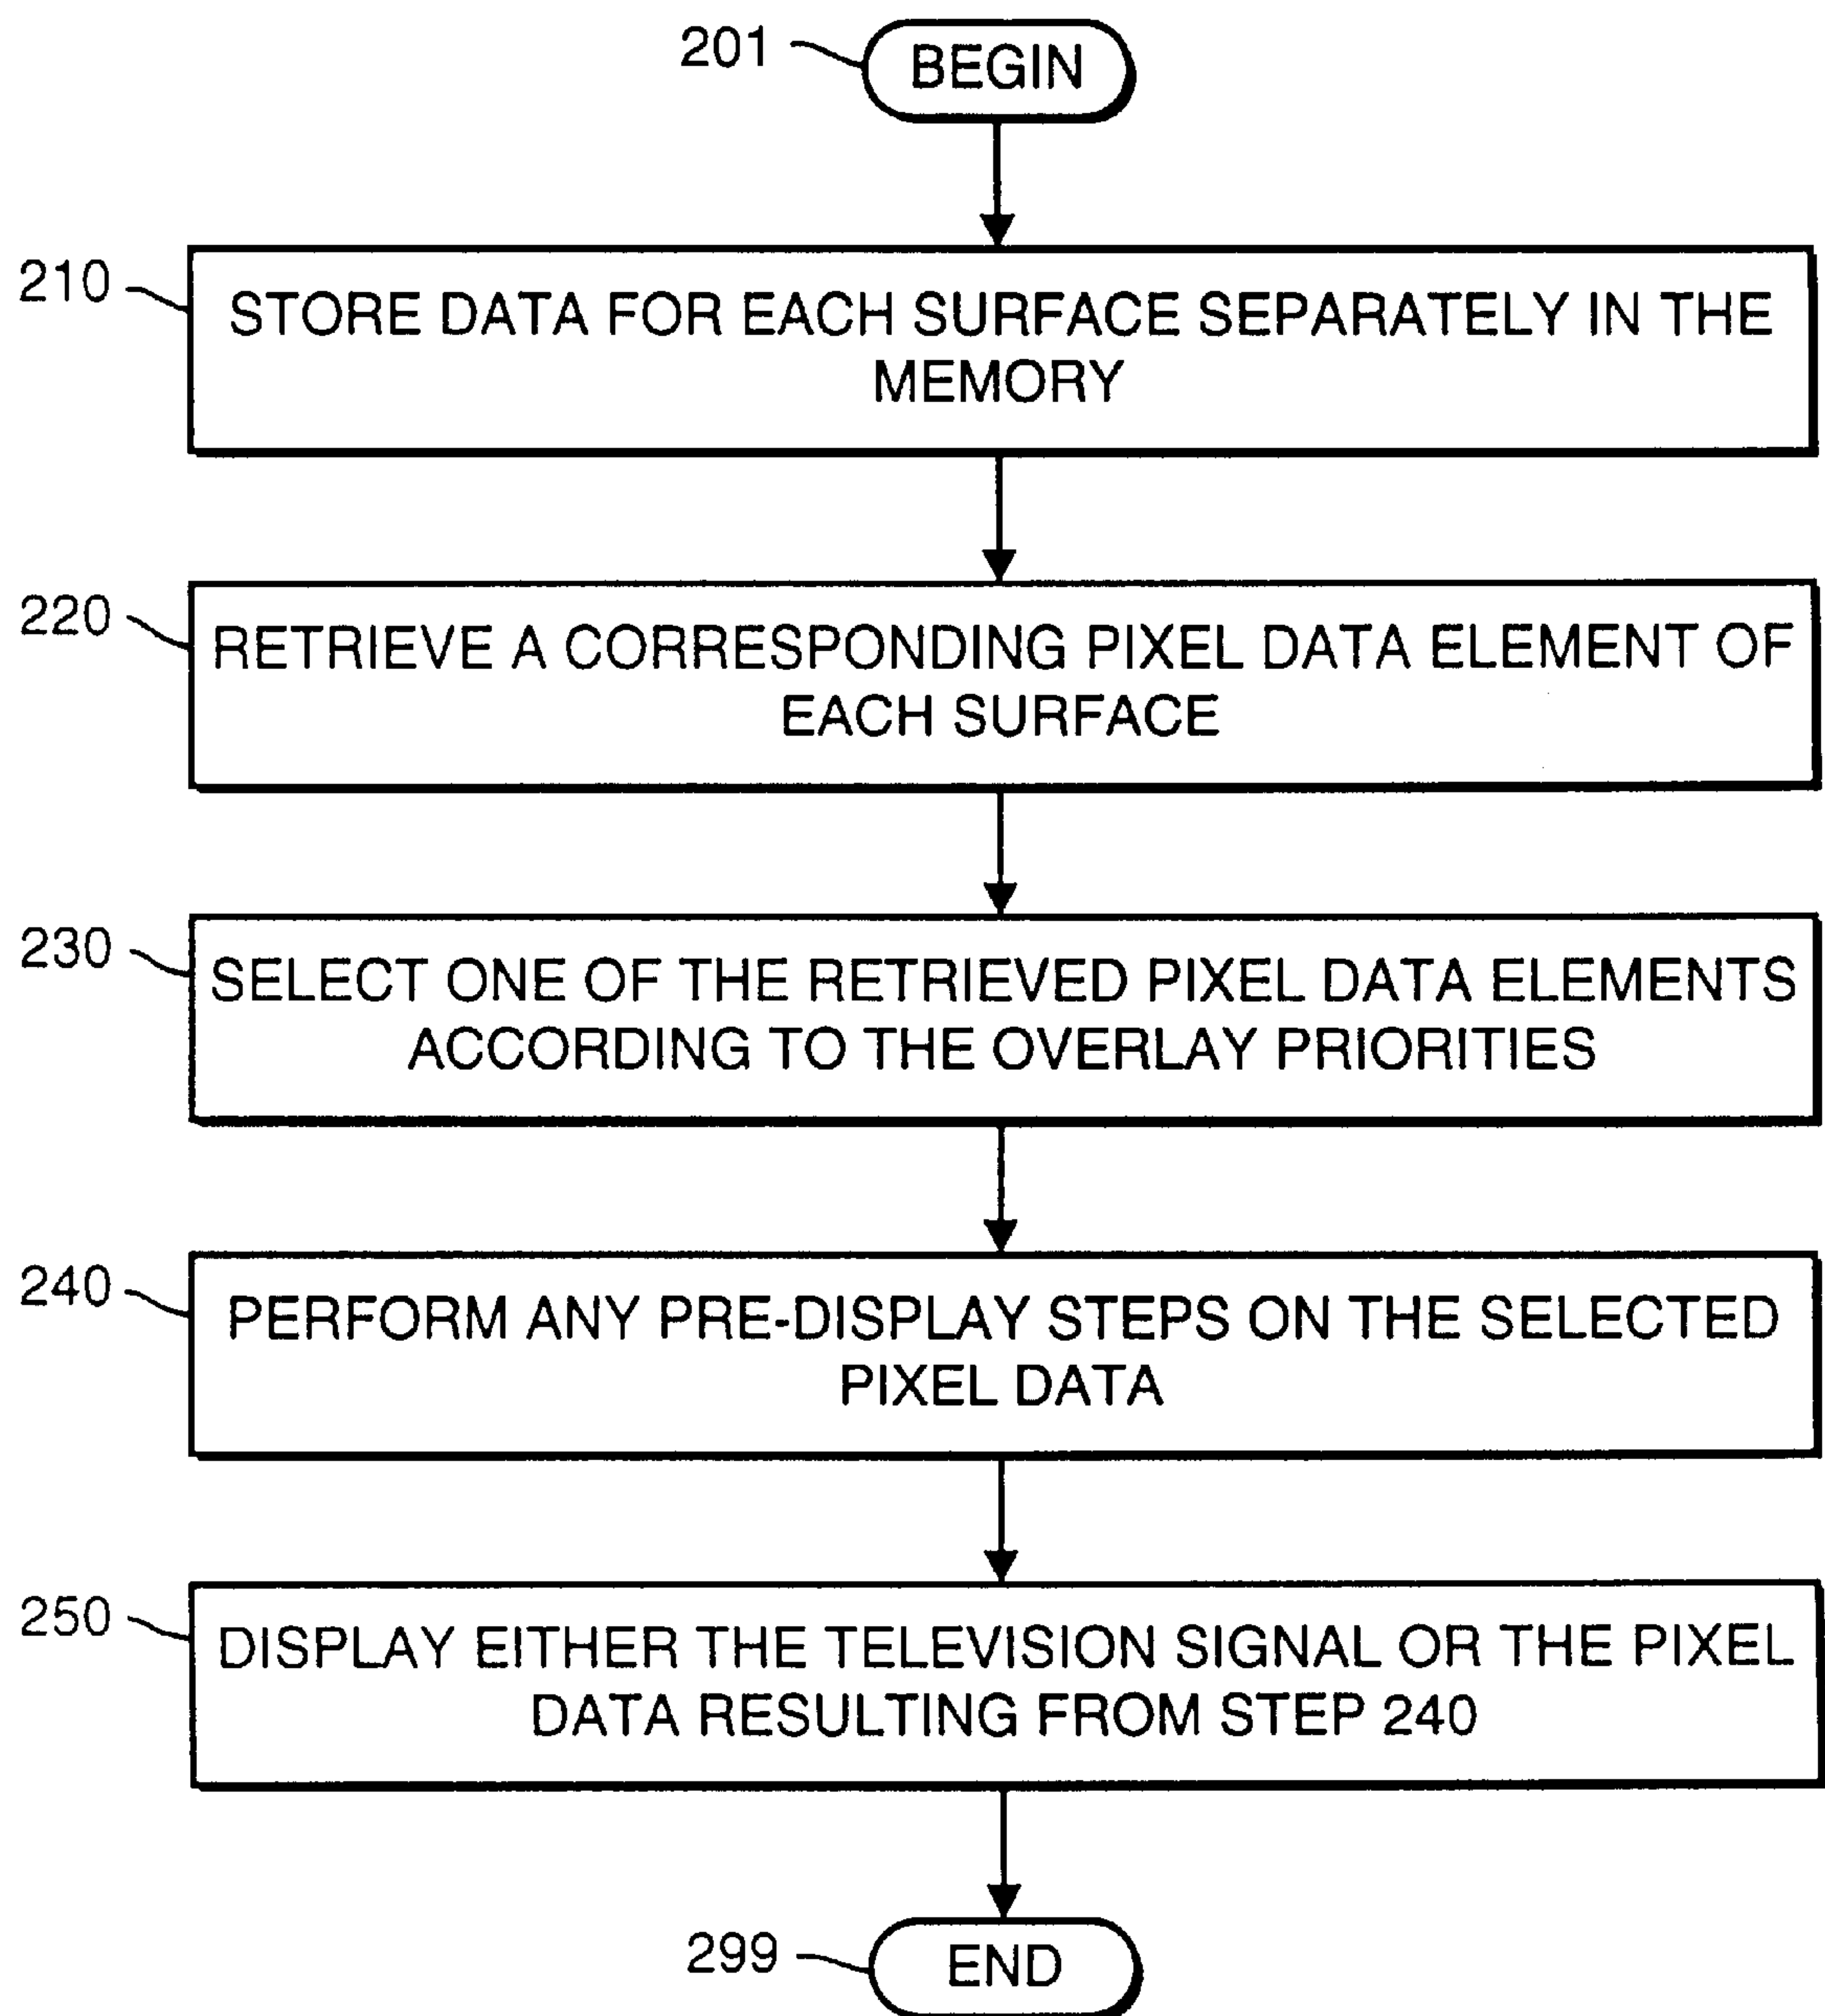 201
BEGIN
210
STORE DATA FOR EACH SURFACE SEPARATELY IN THE
MEMORY
220
RETRIEVE A CORRESPONDING PIXEL DATA ELEMENT OF
EACH SURFACE
230
SELECT ONE OF THE RETRIEVED PIXEL DATA ELEMENTS
ACCORDING TO THE OVERLAY PRIORITIES
240
PERFORM ANY PRE-DISPLAY STEPS ON THE SELECTED
PIXEL DATA
250
DISPLAY EITHER THE TELEVISION SIGNAL OR THE PIXEL
DATA RESULTING FROM STEP 240
299
END